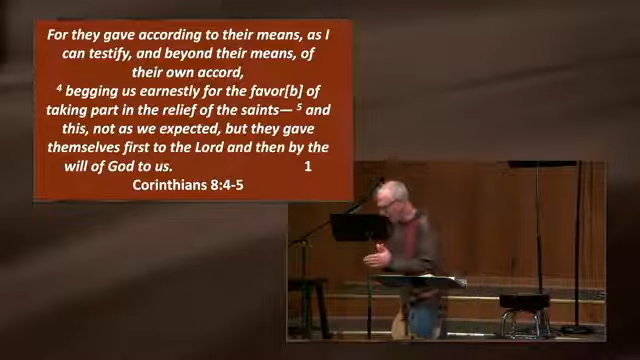 For they gave according to their means, as I
can testify, and beyond their means, of
their own accord,
⁴ begging us earnestly for the favor[b] of
taking part in the relief of the saints— ⁵ and
this, not as we expected, but they gave
themselves first to the Lord and then by the
will of God to us. 1
Corinthians 8:4-5